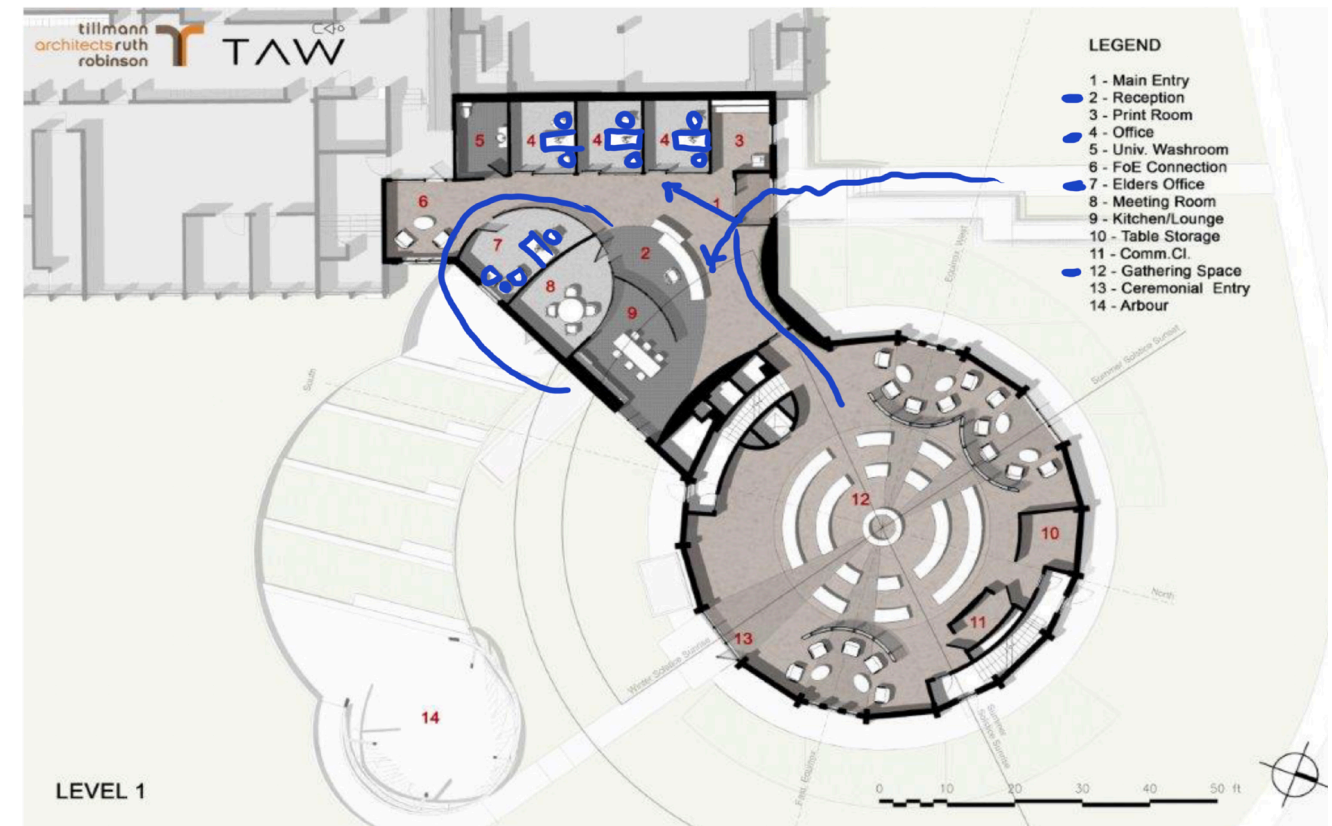 tillmann
architects ruth
robinson
TAW
LEGEND
1 - Main Entry
2 - Reception
3 - Print Room
4 - Office
5 - Univ. Washroom
6 - FoE Connection
7 - Elders Office
8 - Meeting Room
9 - Kitchen/Lounge
10 - Table Storage
11 - Comm.Cl.
12 - Gathering Space
13 - Ceremonial Entry
14 - Arbour
5
4
4
4
3
6
1
7
2
8
9
Equinox, West
Summer Solstice Sunset
South
12
10
North
11
13
Winter Solstice Sunrise
14
East, Equinox
Summer
Solstice Sunrise
LEVEL 1
0 10 20 30 40 50 ft